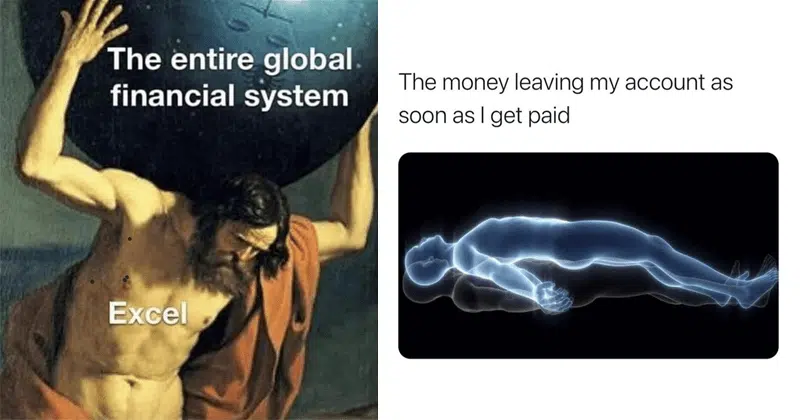 The entire global
financial system
Excel
The money leaving my account as
soon as I get paid